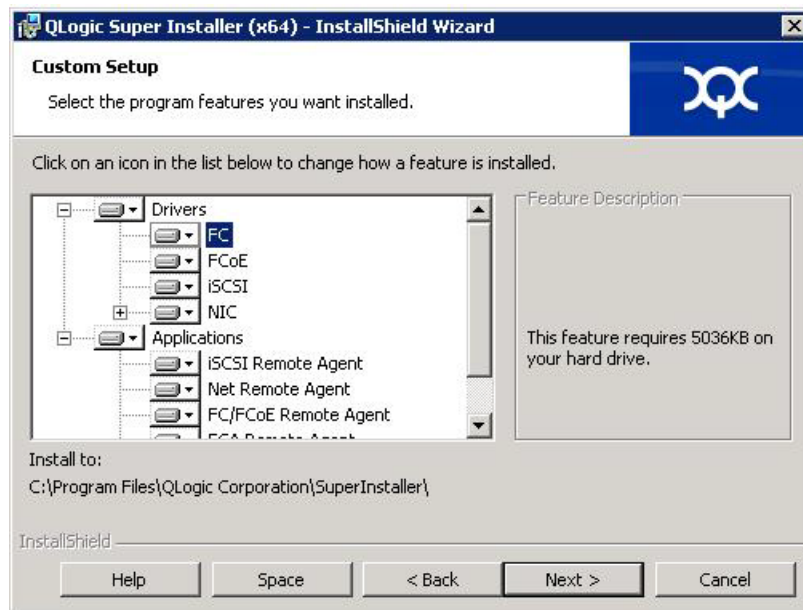 QLogic Super Installer (x64) - InstallShield Wizard
Custom Setup
Select the program features you want installed.
Click on an icon in the list below to change how a feature is installed.
Drivers
FC
FCoE
iSCSI
NIC
Applications
iSCSI Remote Agent
Net Remote Agent
FC/FCoE Remote Agent
Remote Agent
Feature Description
This feature requires 5036KB on
your hard drive.
Install to:
C:\Program Files\QLogic Corporation\SuperInstaller\
InstallShield
Help
Space
< Back
Next >
Cancel